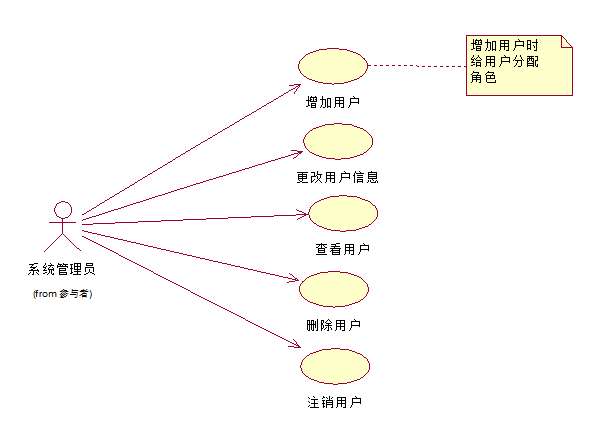 增加用户时
给用户分配
角色
增加用户
更改用户信息
查看用户
系统管理员
(from 参与者)
删除用户
注销用户